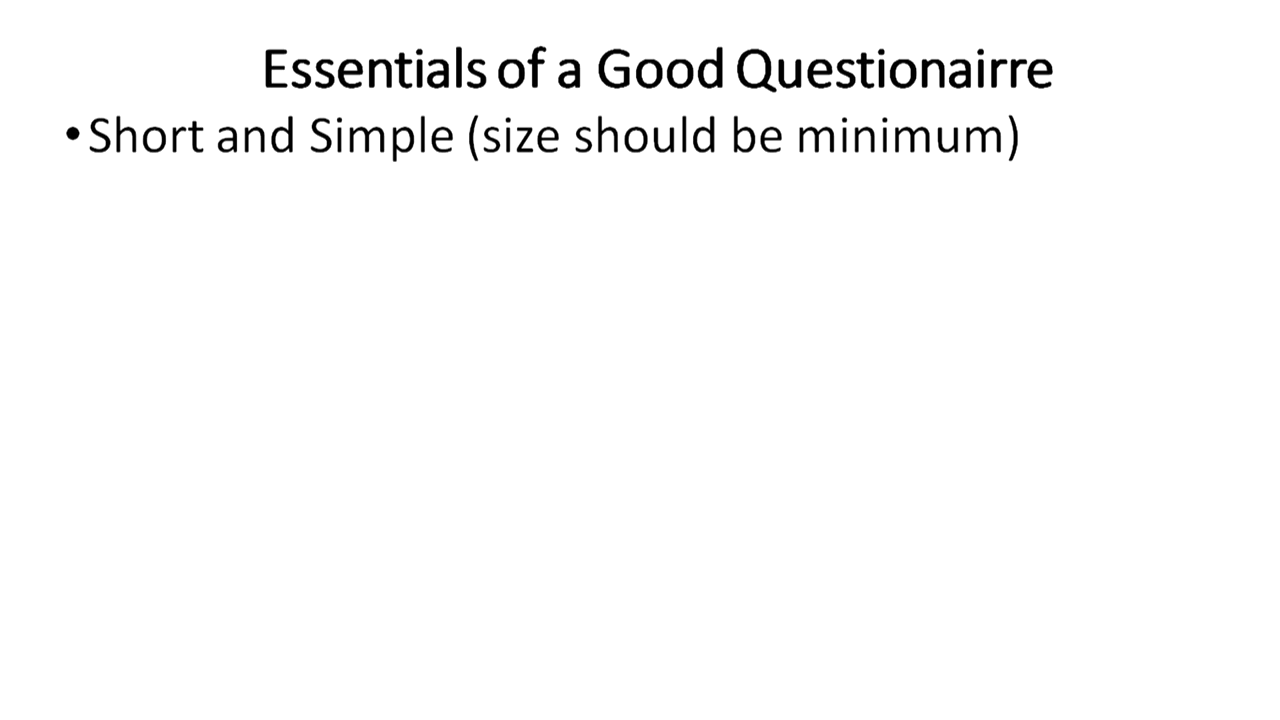 Essentials of a Good Questionairre
•Short and Simple (size should be minimum)